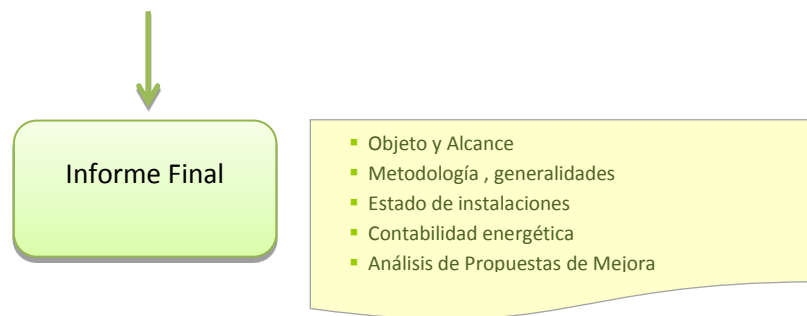 Informe Final
Objeto y Alcance
Metodología , generalidades
Estado de instalaciones
Contabilidad energética
Análisis de Propuestas de Mejora